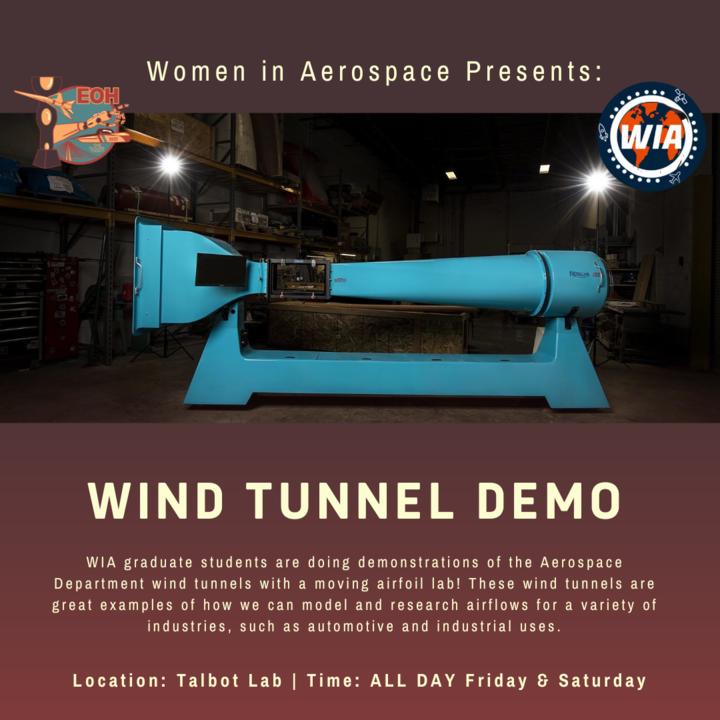 Women in Aerospace Presents:
EOH
WIA
WIND TUNNEL DEMO
WIA graduate students are doing demonstrations of the Aerospace
Department wind tunnels with a moving airfoil lab! These wind tunnels are
great examples of how we can model and research airflows for a variety of
industries, such as automotive and industrial uses.
Location: Talbot Lab | Time: ALL DAY Friday & Saturday